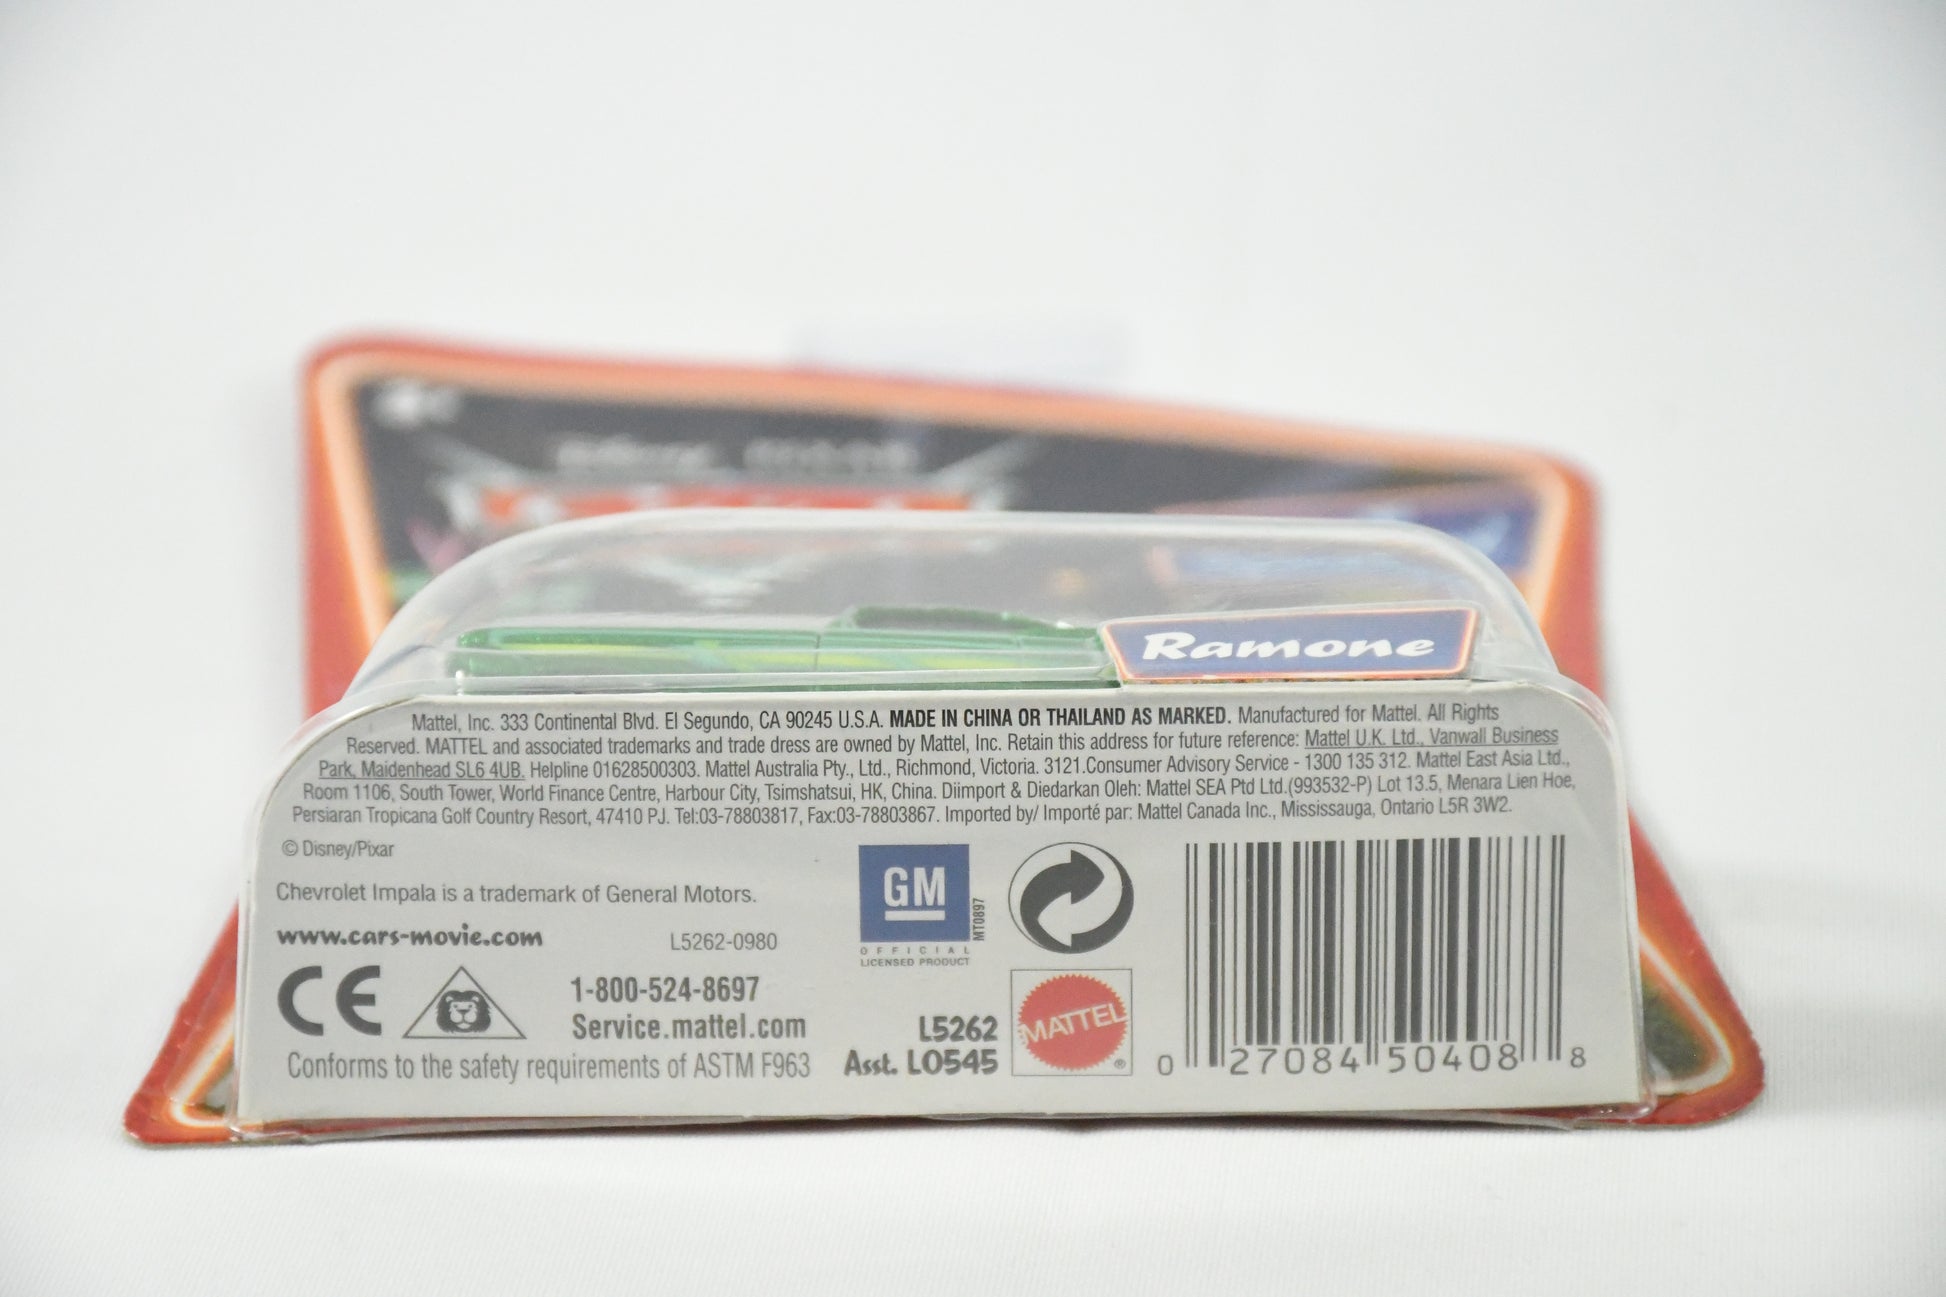 Ramone
Mattel, Inc. 333 Continental Blvd. El Segundo, CA 90245 U.S.A. MADE IN CHINA OR THAILAND AS MARKED. Manufactured for Mattel. All Rights
Reserved. MATTEL and associated trademarks and trade dress are owned by Mattel, Inc. Retain this address for future reference: Mattel U.K. Ltd., Vanwall Business
Park, Maidenhead SL6 4UB. Helpline 01628500303. Mattel Australia Pty., Ltd., Richmond, Victoria. 3121.Consumer Advisory Service - 1300 135 312. Mattel East Asia Ltd.,
Room 1106, South Tower, World Finance Centre, Harbour City, Tsimshatsui, HK, China. Diimport & Diedarkan Oleh: Mattel SEA Ptd Ltd.(993532-P) Lot 13.5, Menara Lien Hoe,
Persiaran Tropicana Golf Country Resort, 47410 PJ. Tel:03-78803817, Fax:03-78803867. Imported by/ Importé par: Mattel Canada Inc., Mississauga, Ontario L5R 3W2.
© Disney/Pixar
Chevrolet Impala is a trademark of General Motors.
www.cars-movie.com
L5262-0980
CE
1-800-524-8697
Service.mattel.com
Conforms to the safety requirements of ASTM F963
GM
MT0897
OFFICIAL
LICENSED PRODUCT
L5262
Asst. L0545
MATTEL®
0 27084 50408 8